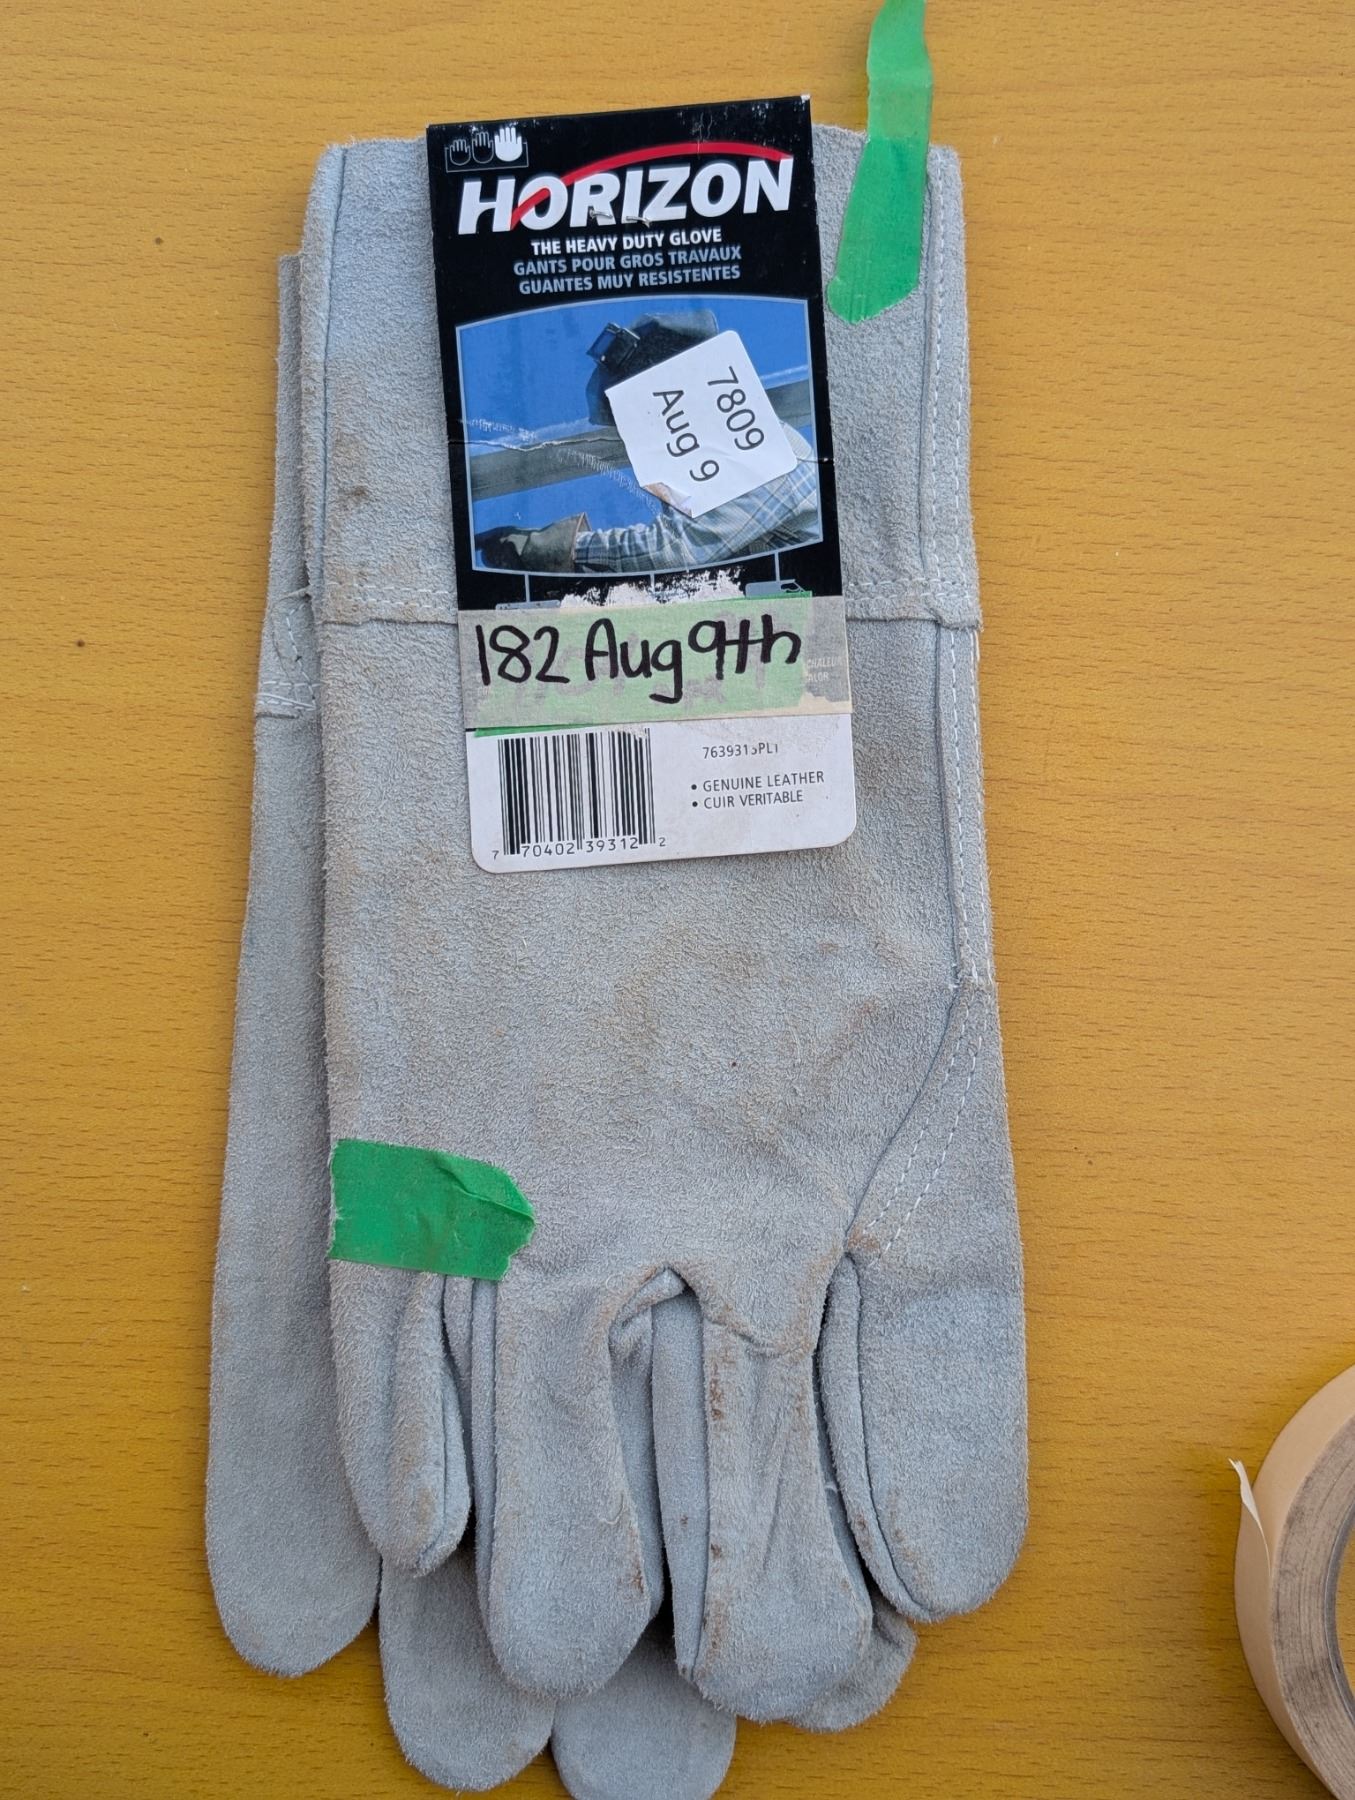 HORIZON
THE HEAVY DUTY GLOVE
GANTS POUR GROS TRAVAUX
GUANTES MUY RESISTENTES
7809
Aug 9
182 Aug 9th
CHALEUR
• GENUINE LEATHER
• CUIR VERITABLE
7 70402 39312 2